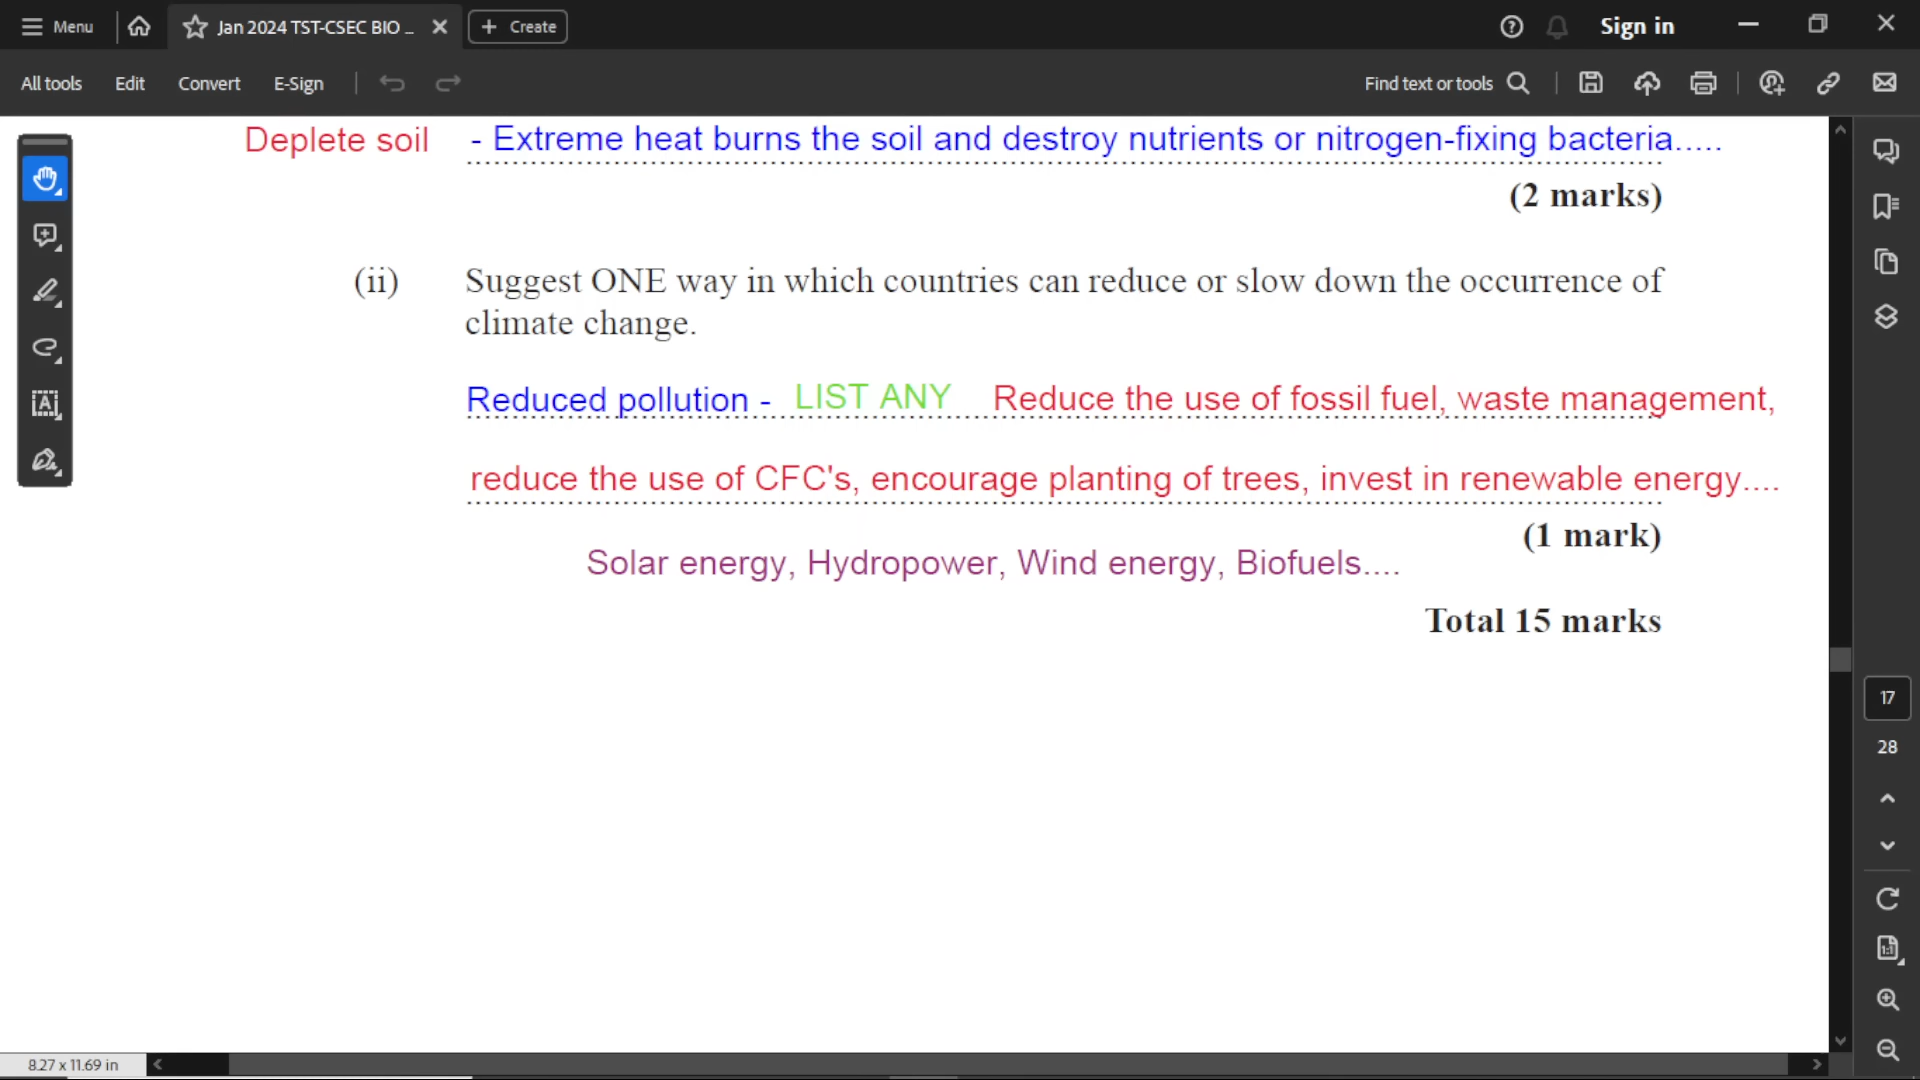 Menu
Jan 2024 TST-CSEC BIO _
Create
Sign in
All tools
Edit
Convert
E-Sign
Find text or tools
Deplete soil - Extreme heat burns the soil and destroy nutrients or nitrogen-fixing bacteria.....
(2 marks)
(ii) Suggest ONE way in which countries can reduce or slow down the occurrence of
climate change.
Reduced pollution - LIST ANY Reduce the use of fossil fuel, waste management,
reduce the use of CFC's, encourage planting of trees, invest in renewable energy....
(1 mark)
Solar energy, Hydropower, Wind energy, Biofuels....
Total 15 marks
17
28
8.27 x 11.69 in